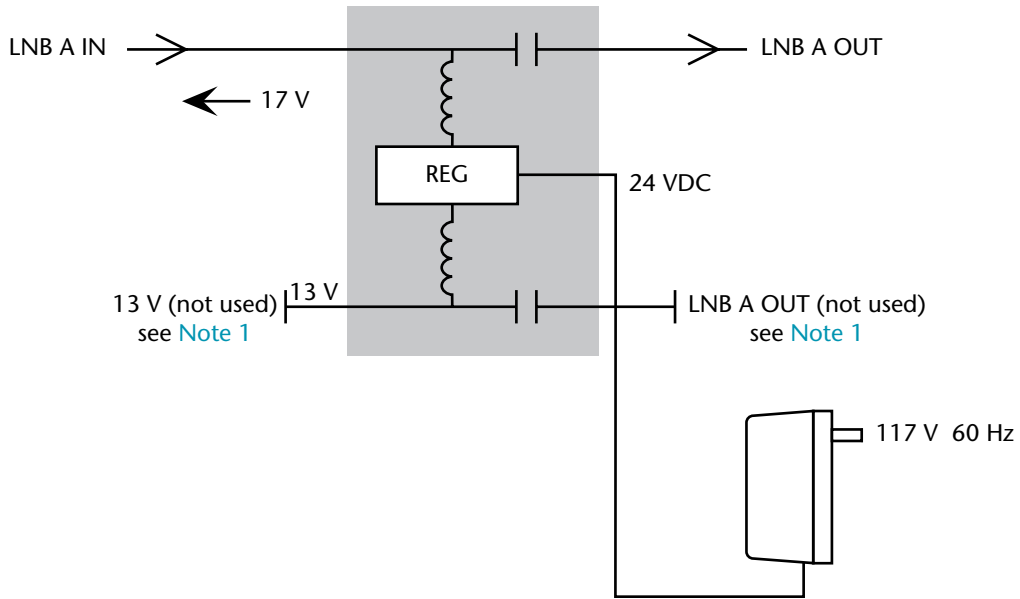 LNB A IN
LNB A OUT
17 V
REG
24 VDC
13 V (not used)
see Note 1
13 V
LNB A OUT (not used)
see Note 1
117 V  60 Hz